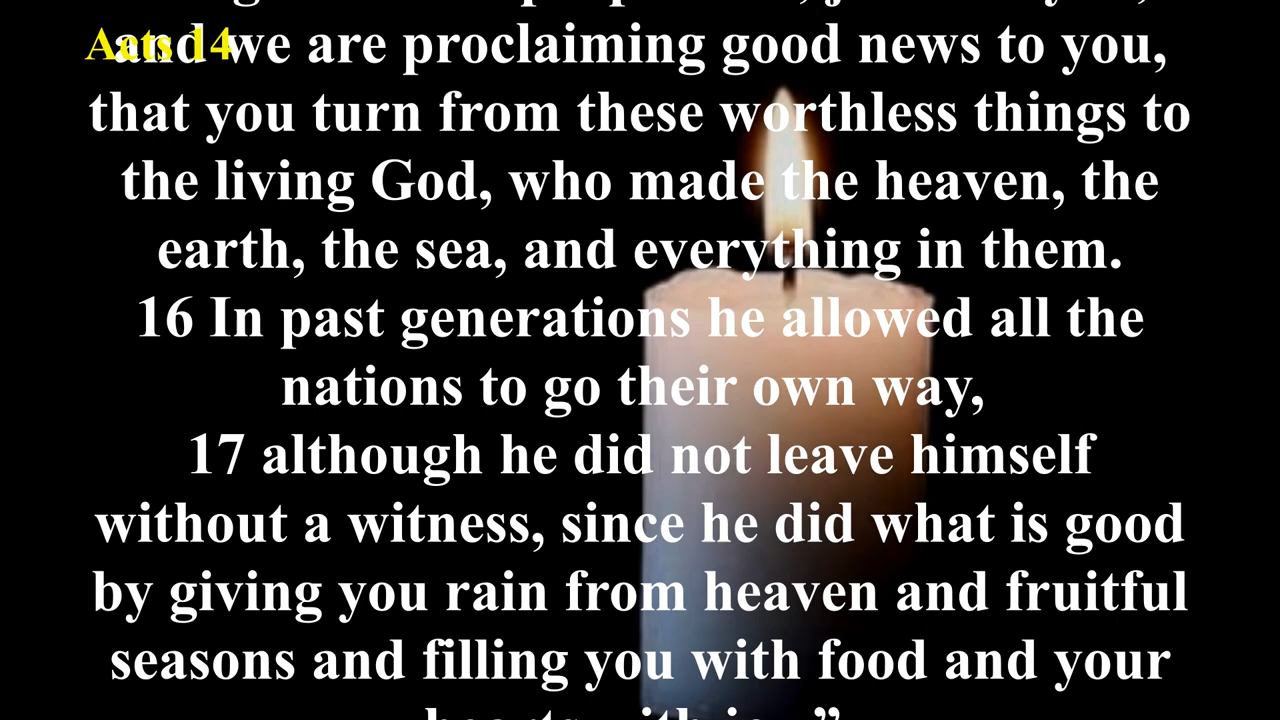 Acts 14
and we are proclaiming good news to you,
that you turn from these worthless things to
the living God, who made the heaven, the
earth, the sea, and everything in them.
16 In past generations he allowed all the
nations to go their own way,
17 although he did not leave himself
without a witness, since he did what is good
by giving you rain from heaven and fruitful
seasons and filling you with food and your